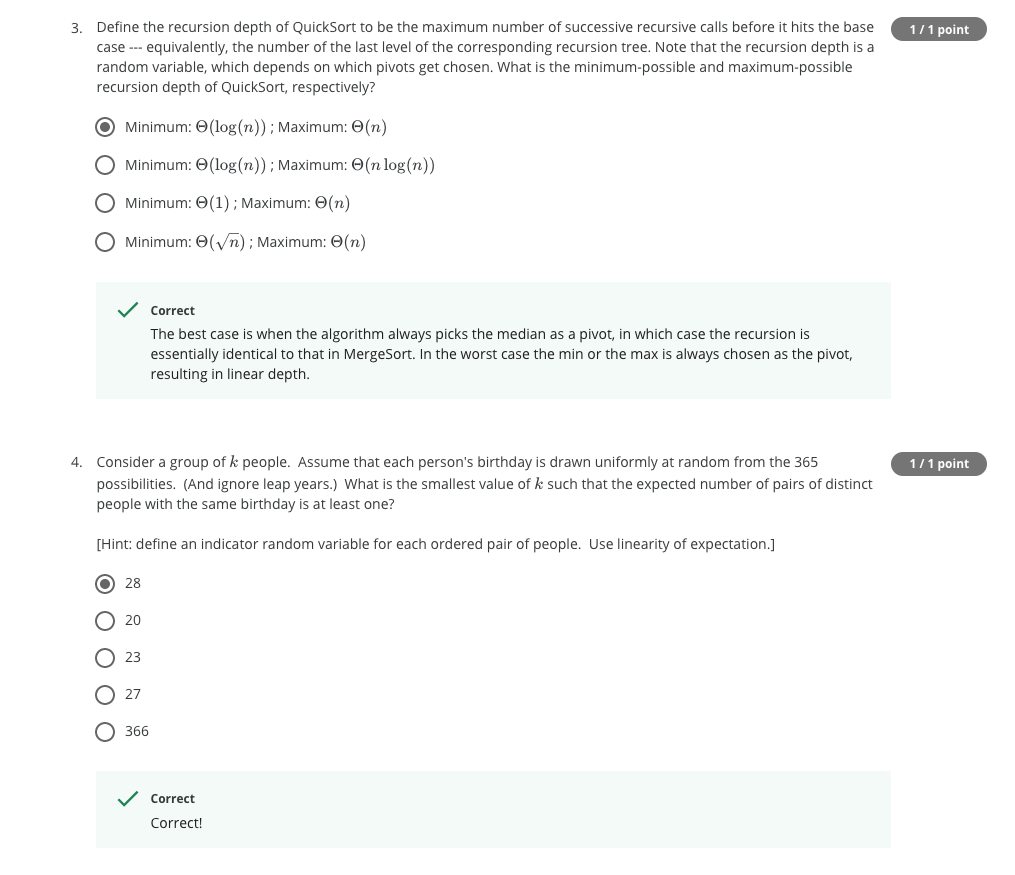 3. Define the recursion depth of QuickSort to be the maximum number of successive recursive calls before it hits the base
1 / 1 point
case --- equivalently, the number of the last level of the corresponding recursion tree. Note that the recursion depth is a
random variable, which depends on which pivots get chosen. What is the minimum-possible and maximum-possible
recursion depth of QuickSort, respectively?
Minimum: Θ(log(n)) ; Maximum: Θ(n)
Minimum: Θ(log(n)) ; Maximum: Θ(n log(n))
Minimum: Θ(1) ; Maximum: Θ(n)
Minimum: Θ(√n) ; Maximum: Θ(n)
Correct
The best case is when the algorithm always picks the median as a pivot, in which case the recursion is
essentially identical to that in MergeSort. In the worst case the min or the max is always chosen as the pivot,
resulting in linear depth.
4. Consider a group of k people. Assume that each person's birthday is drawn uniformly at random from the 365
1 / 1 point
possibilities. (And ignore leap years.) What is the smallest value of k such that the expected number of pairs of distinct
people with the same birthday is at least one?
[Hint: define an indicator random variable for each ordered pair of people. Use linearity of expectation.]
28
20
23
27
366
Correct
Correct!